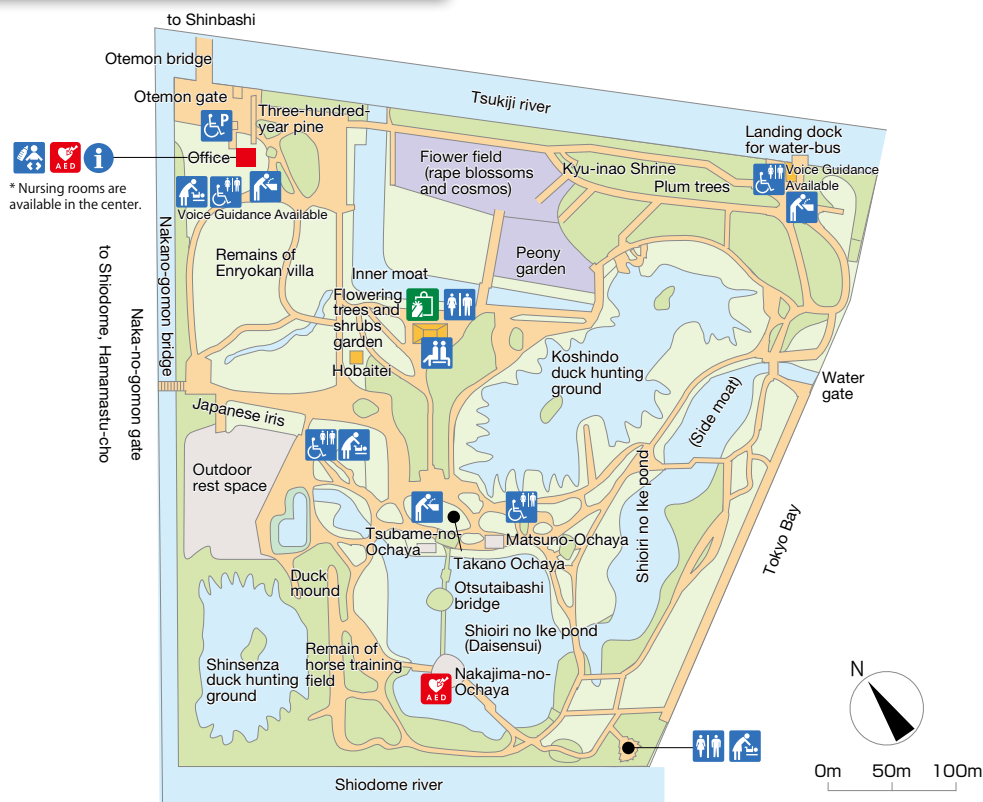 to Shinbashi
Otemon bridge
Otemon gate
Three-hundred-
year pine
P
Office
AED
i
* Nursing rooms are
available in the center.
Voice Guidance Available
Tsukiji river
Landing dock
for water-bus
Voice Guidance
Available
Fiower field
(rape blossoms
and cosmos)
Kyu-inao Shrine
Plum trees
Peony
garden
Remains of
Enryokan villa
Inner moat
Flowering
trees and
shrubs
garden
Hobaitei
Nakano-gomon bridge
Naka-no-gomon gate
to Shiodome, Hamamastu-cho
Koshindo
duck hunting
ground
Water
gate
(Side moat)
Japanese iris
Outdoor
rest space
Tsubame-no-
Ochaya
Matsuno-Ochaya
Takano Ochaya
Shioiri no Ike pond
Tokyo Bay
Duck
mound
Otsutaibashi
bridge
Shioiri no Ike pond
(Daisensui)
Remain of
horse training
field
Shinsenza
duck hunting
ground
Nakajima-no-
Ochaya
AED
N
0m 50m 100m
Shiodome river